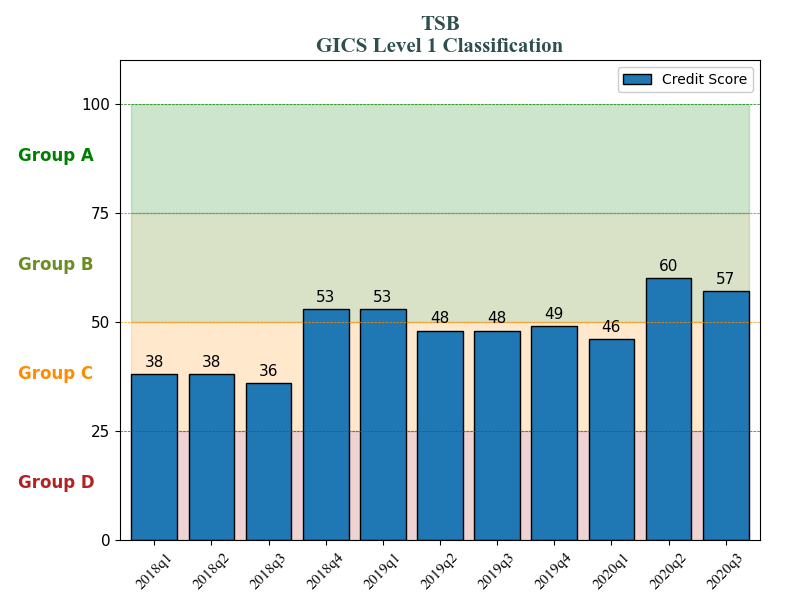 TSB
GICS Level 1 Classification
Credit Score
100
Group A
75
Group B
60
57
53
53
50
48
48
49
46
38
38
36
Group C
25
Group D
0
2018q1
2018q2
2018q3
2018q4
2019q1
2019q2
2019q3
2019q4
2020q1
2020q2
2020q3